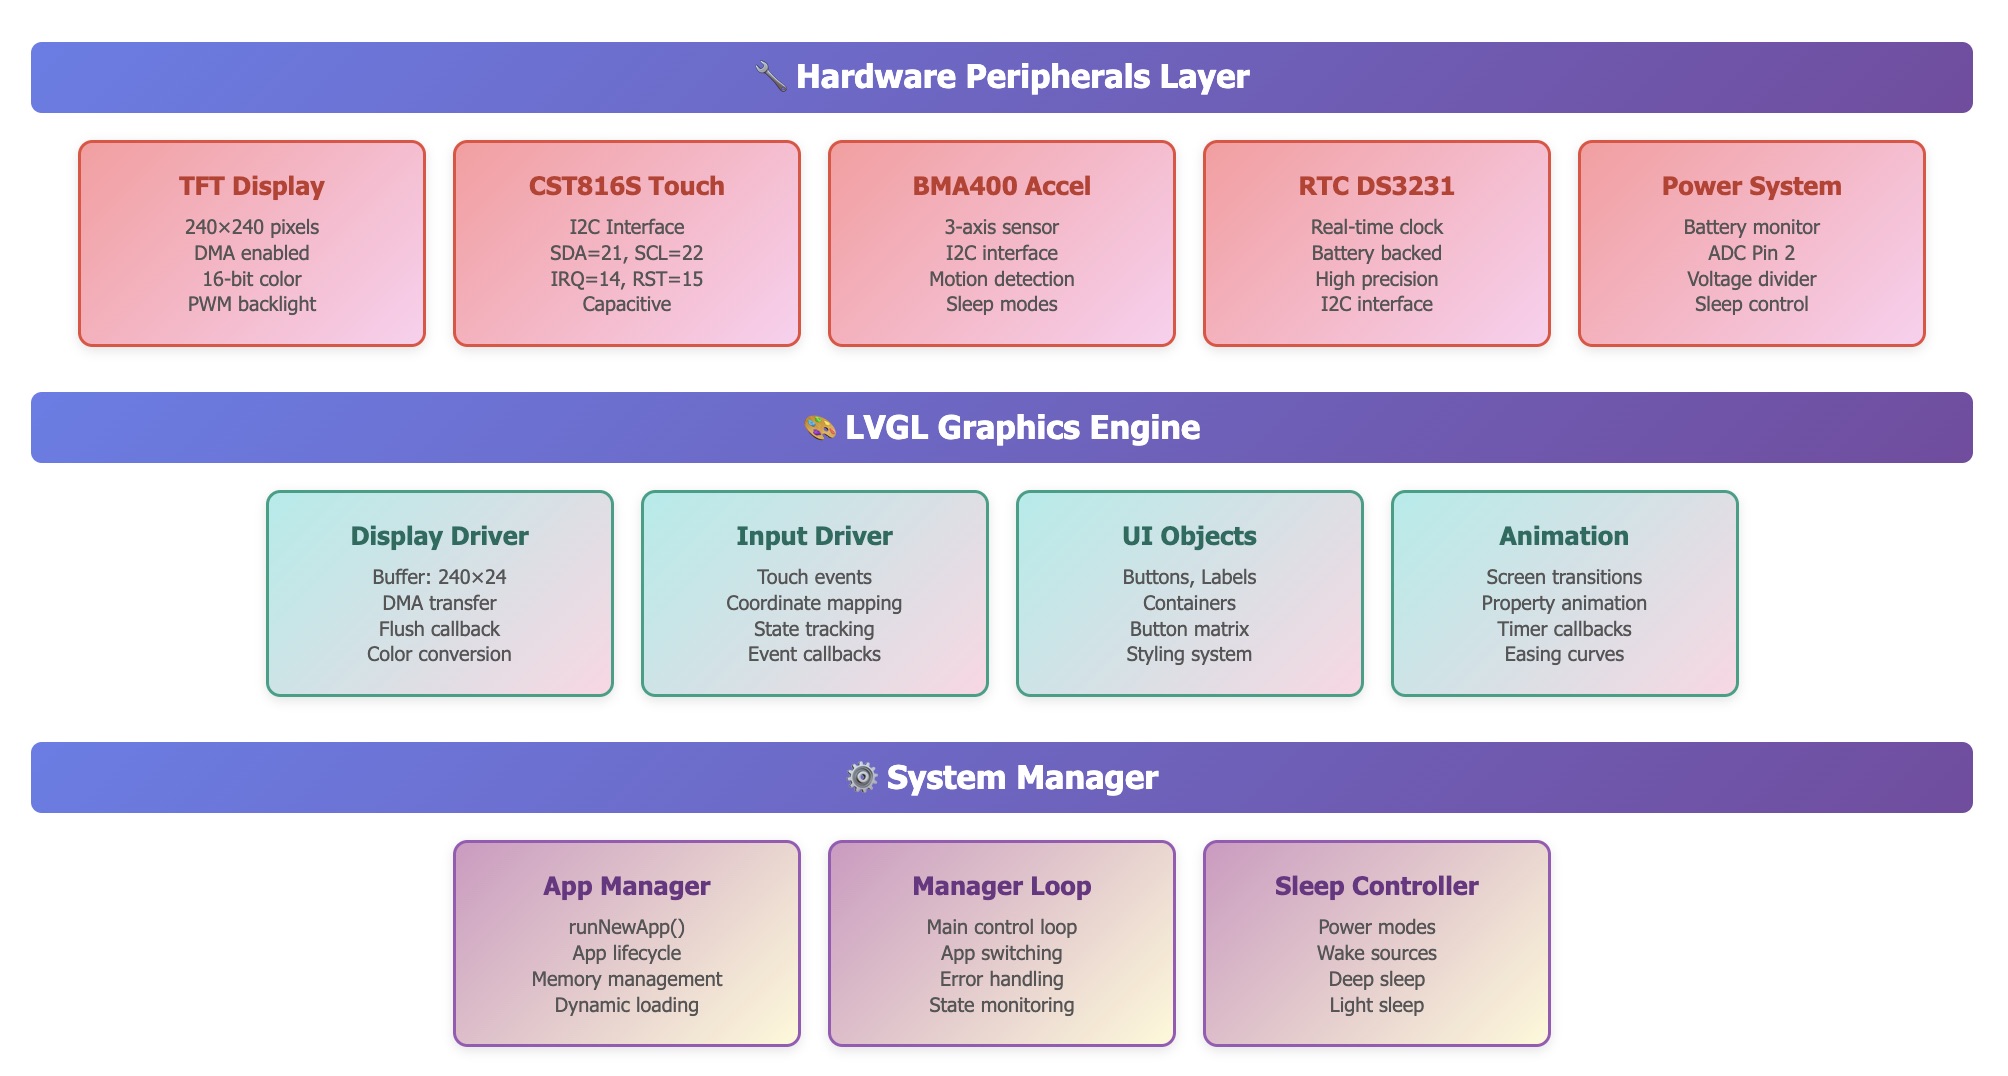 🔧 Hardware Peripherals Layer
TFT Display
240×240 pixels
DMA enabled
16-bit color
PWM backlight
CST816S Touch
I2C Interface
SDA=21, SCL=22
IRQ=14, RST=15
Capacitive
BMA400 Accel
3-axis sensor
I2C interface
Motion detection
Sleep modes
RTC DS3231
Real-time clock
Battery backed
High precision
I2C interface
Power System
Battery monitor
ADC Pin 2
Voltage divider
Sleep control
🎨 LVGL Graphics Engine
Display Driver
Buffer: 240×24
DMA transfer
Flush callback
Color conversion
Input Driver
Touch events
Coordinate mapping
State tracking
Event callbacks
UI Objects
Buttons, Labels
Containers
Button matrix
Styling system
Animation
Screen transitions
Property animation
Timer callbacks
Easing curves
⚙️ System Manager
App Manager
runNewApp()
App lifecycle
Memory management
Dynamic loading
Manager Loop
Main control loop
App switching
Error handling
State monitoring
Sleep Controller
Power modes
Wake sources
Deep sleep
Light sleep